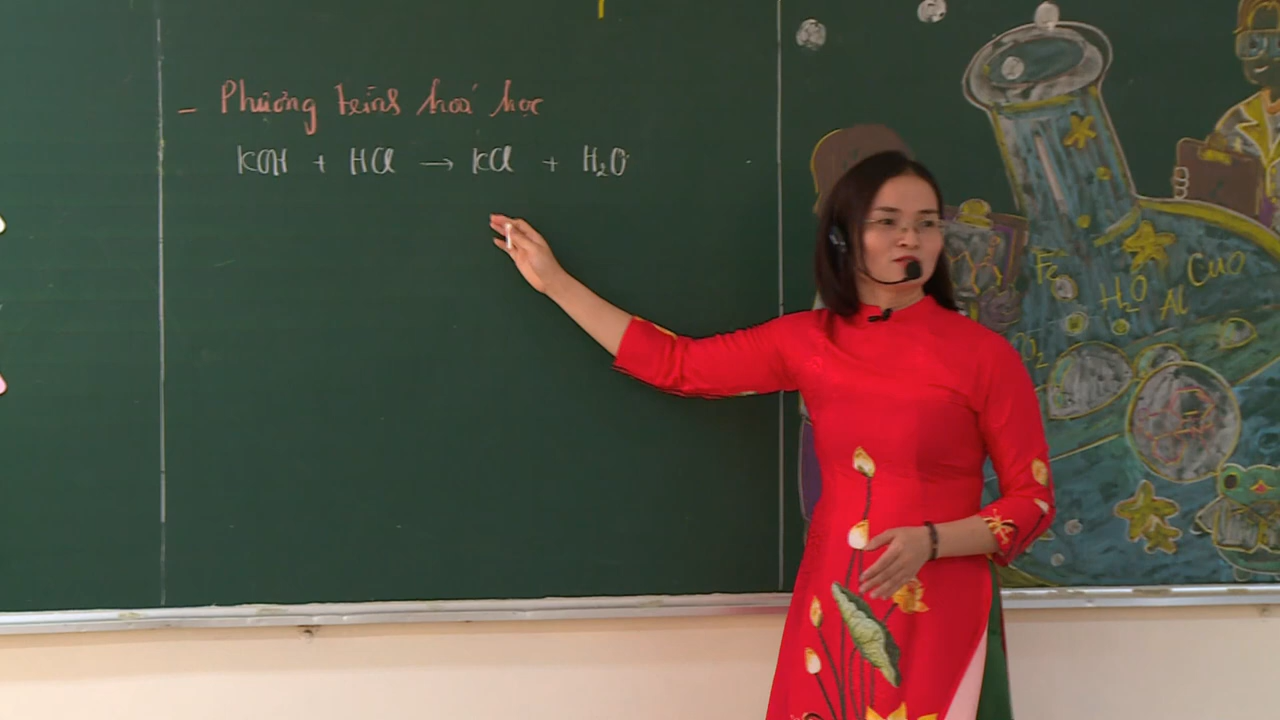 - Phương trình hoá học
KOH + HCl → KCl + H₂O
Fe
H₂O
Al
CuO
O₂